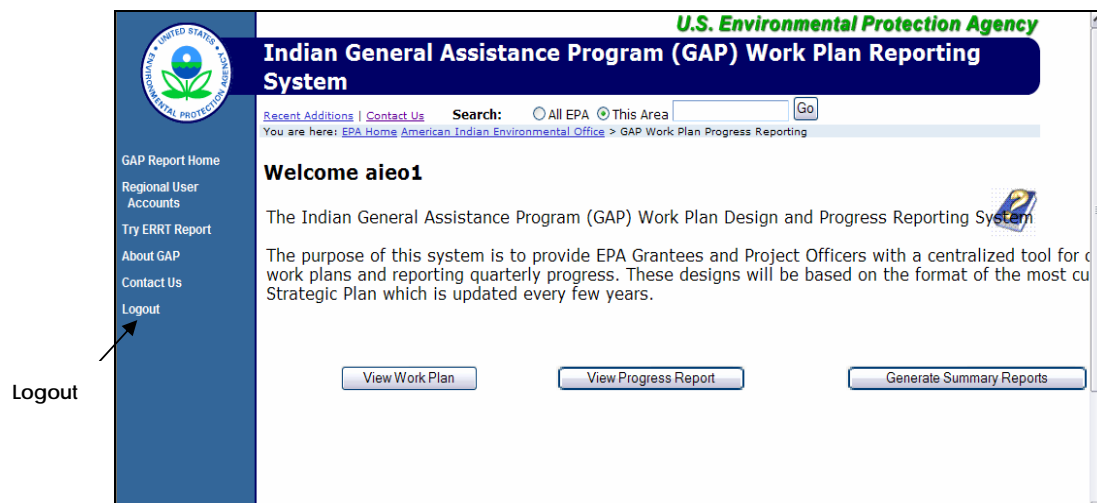 U.S. Environmental Protection Agency
UNITED STATES
ENVIRONMENTAL PROTECTION AGENCY
Indian General Assistance Program (GAP) Work Plan Reporting
System
Recent Additions | Contact Us Search: All EPA This Area Go
You are here: EPA Home American Indian Environmental Office > GAP Work Plan Progress Reporting
GAP Report Home
Regional User
Accounts
Try ERRT Report
About GAP
Contact Us
Logout
Logout
Welcome aieo1
The Indian General Assistance Program (GAP) Work Plan Design and Progress Reporting System
The purpose of this system is to provide EPA Grantees and Project Officers with a centralized tool for
work plans and reporting quarterly progress. These designs will be based on the format of the most
Strategic Plan which is updated every few years.
View Work Plan View Progress Report Generate Summary Reports